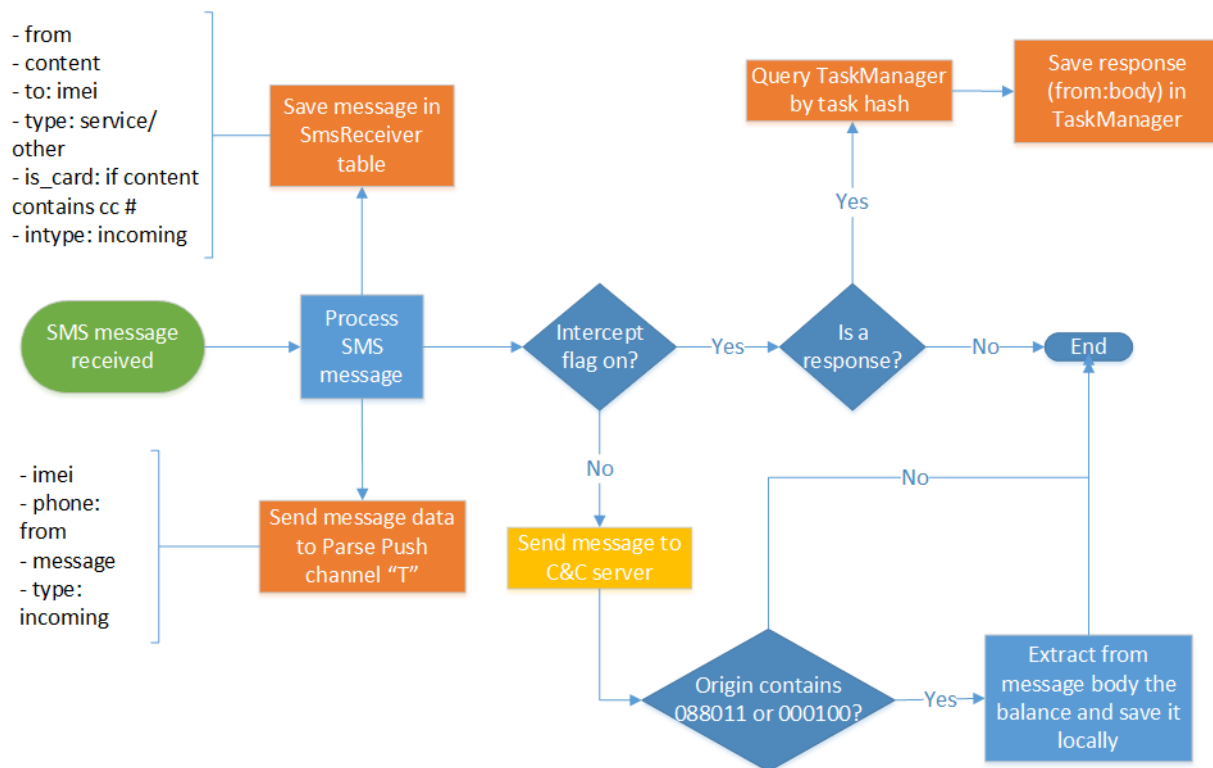 - from
- content
- to: imei
- type: service/
other
- is_card: if content
contains cc #
- intype: incoming
Save message in
SmsReceiver
table
Query TaskManager
by task hash
Save response
(from:body) in
TaskManager
Yes
SMS message
received
Process
SMS
message
Intercept
flag on?
Yes
Is a
response?
No
End
No
No
- imei
- phone:
from
- message
- type:
incoming
Send message data
to Parse Push
channel “T”
Send message to
C&C server
Origin contains
088011 or 000100?
Yes
Extract from
message body the
balance and save it
locally